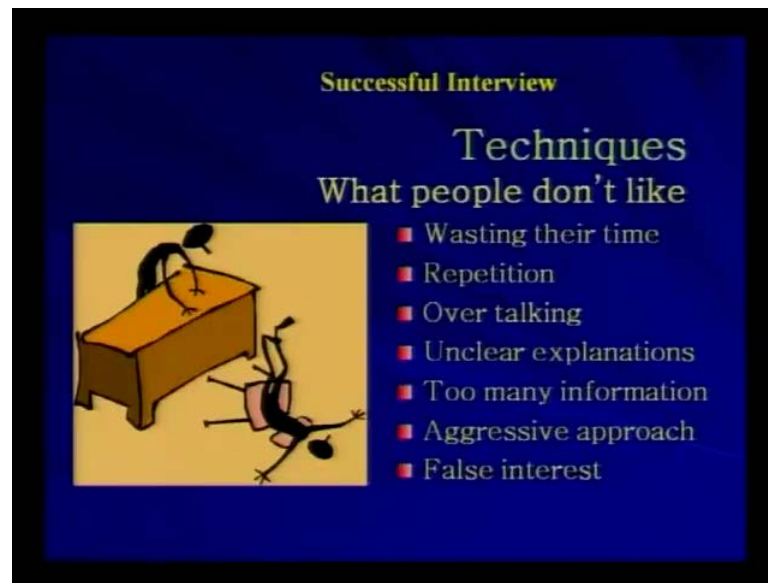 Successful Interview
Techniques
What people don't like
Wasting their time
Repetition
Over talking
Unclear explanations
Too many information
Aggressive approach
False interest